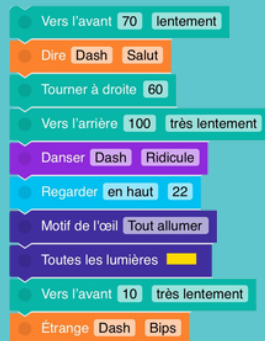 Vers l'avant 70 lentement
Dire Dash Salut
Tourner à droite 60
Vers l'arrière 100 très lentement
Danser Dash Ridicule
Regarder en haut 22
Motif de l'œil Tout allumer
Toutes les lumières
Vers l'avant 10 très lentement
Étrange Dash Bips